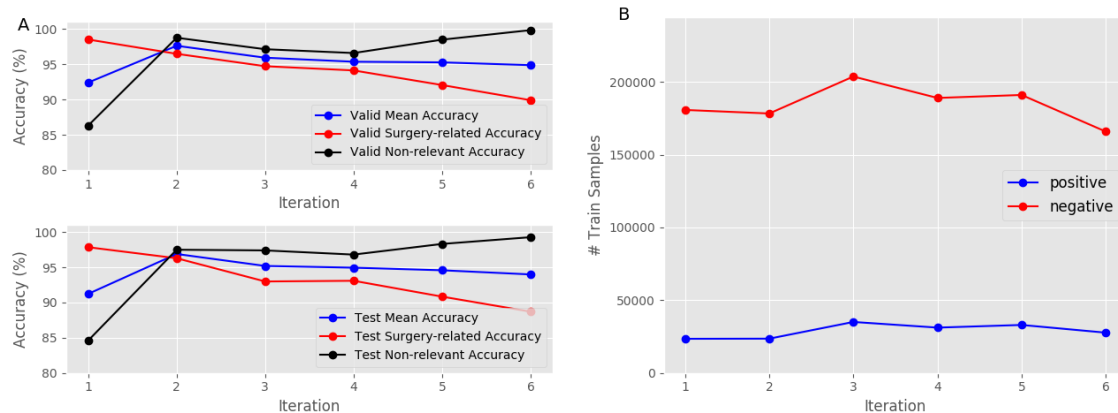 A
100
95
90
85
80
Accuracy (%)
Valid Mean Accuracy
Valid Surgery-related Accuracy
Valid Non-relevant Accuracy
1 2 3 4 5 6
Iteration
100
95
90
85
80
Accuracy (%)
Test Mean Accuracy
Test Surgery-related Accuracy
Test Non-relevant Accuracy
1 2 3 4 5 6
Iteration
B
200000
150000
100000
50000
0
# Train Samples
positive
negative
1 2 3 4 5 6
Iteration